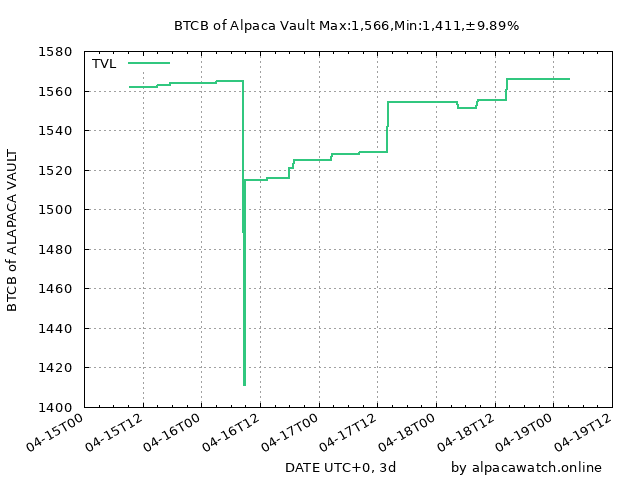 BTCB of Alpaca Vault Max:1,566,Min:1,411,±9.89%
TVL
1580
1560
1540
1520
1500
1480
1460
1440
1420
1400
BTCB of ALAPACA VAULT
04-15T00
04-15T12
04-16T00
04-16T12
04-17T00
04-17T12
04-18T00
04-18T12
04-19T00
04-19T12
DATE UTC+0, 3d
by alpacawatch.online